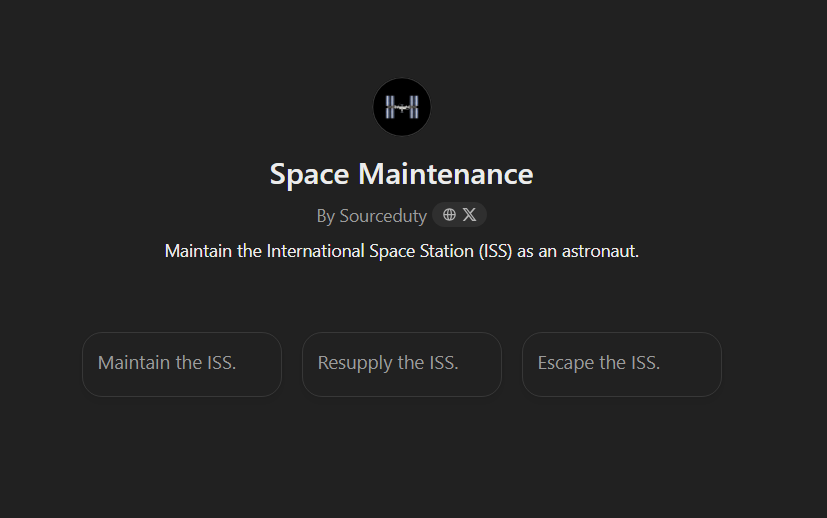 Space Maintenance
By Sourceduty
Maintain the International Space Station (ISS) as an astronaut.
Maintain the ISS.
Resupply the ISS.
Escape the ISS.